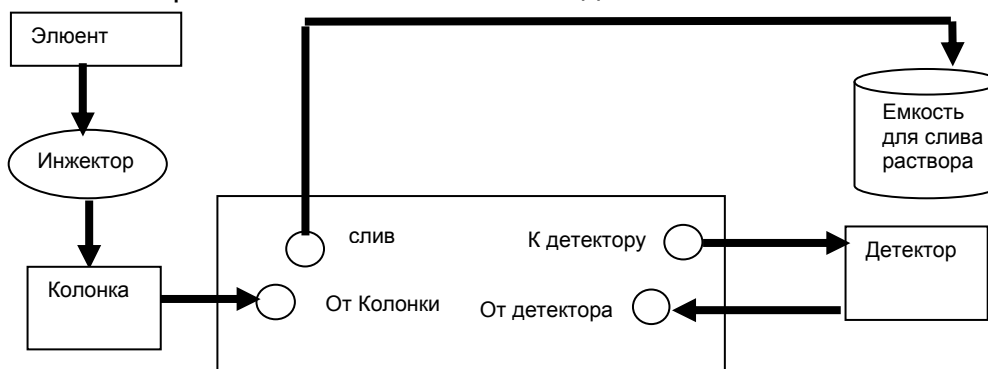 Элюент
Инжектор
Колонка
слив
От Колонки
К детектору
От детектора
Емкость
для слива
раствора
Детектор